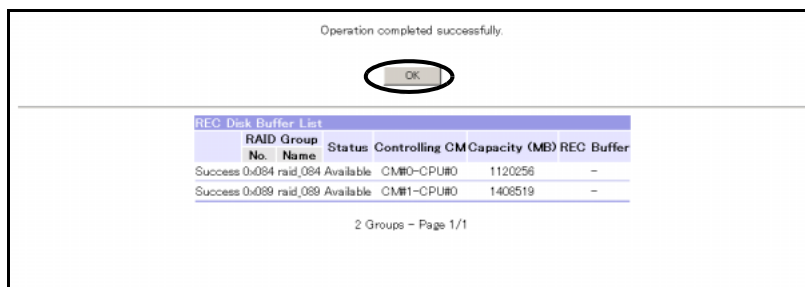 Operation completed successfully.
OK
REC Disk Buffer List
RAID Group Status Controlling CM Capacity (MB) REC Buffer
No. Name
Success 0x084 raid_084 Available CM#0-CPU#0 1120256 -
Success 0x089 raid_089 Available CM#1-CPU#0 1408519 -
2 Groups - Page 1/1